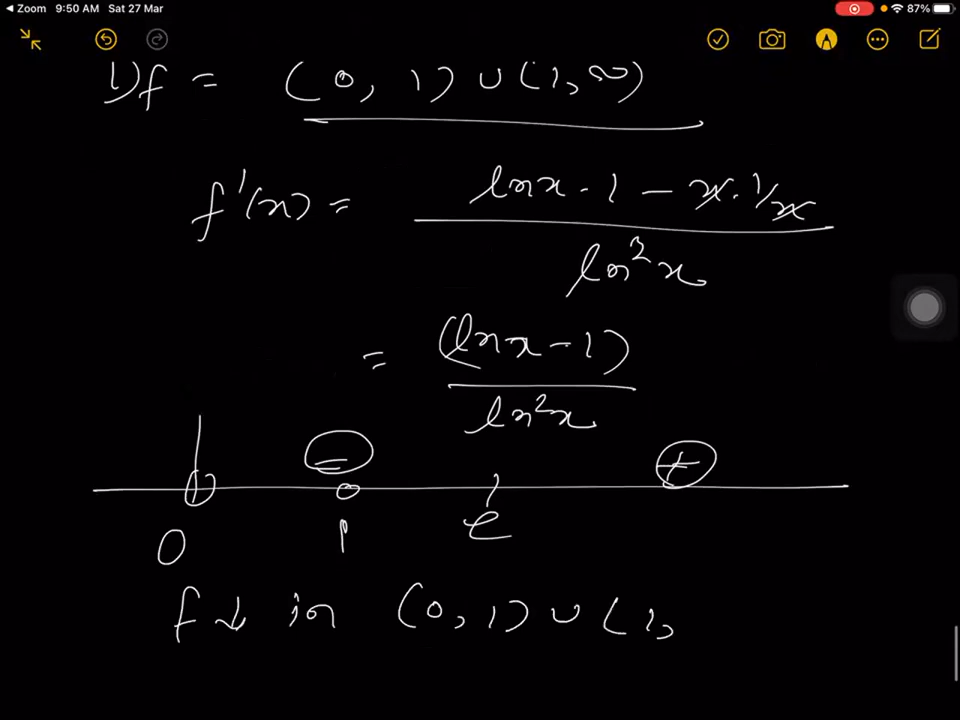 Zoom 9:50 AM Sat 27 Mar 87%
Df = (0, 1) ∪ (1, ∞)
f'(x) = (ln x · 1 − x · 1/x) / ln²x
= (ln x − 1) / ln²x
− +
0 1 e
f ↓ in (0, 1) ∪ (1,